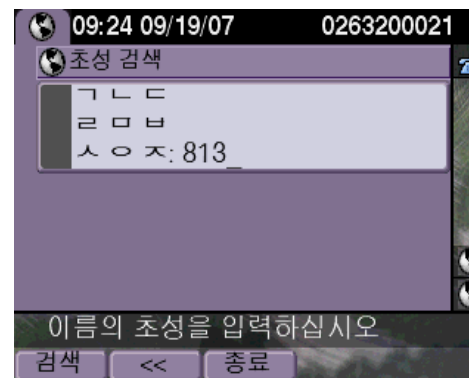 09:24 09/19/07 0263200021
초성 검색
ㄱ ㄴ ㄷ
ㄹ ㅁ ㅂ
ㅅ ㅇ ㅈ: 813_
이름의 초성을 입력하십시오
검색 << 종료